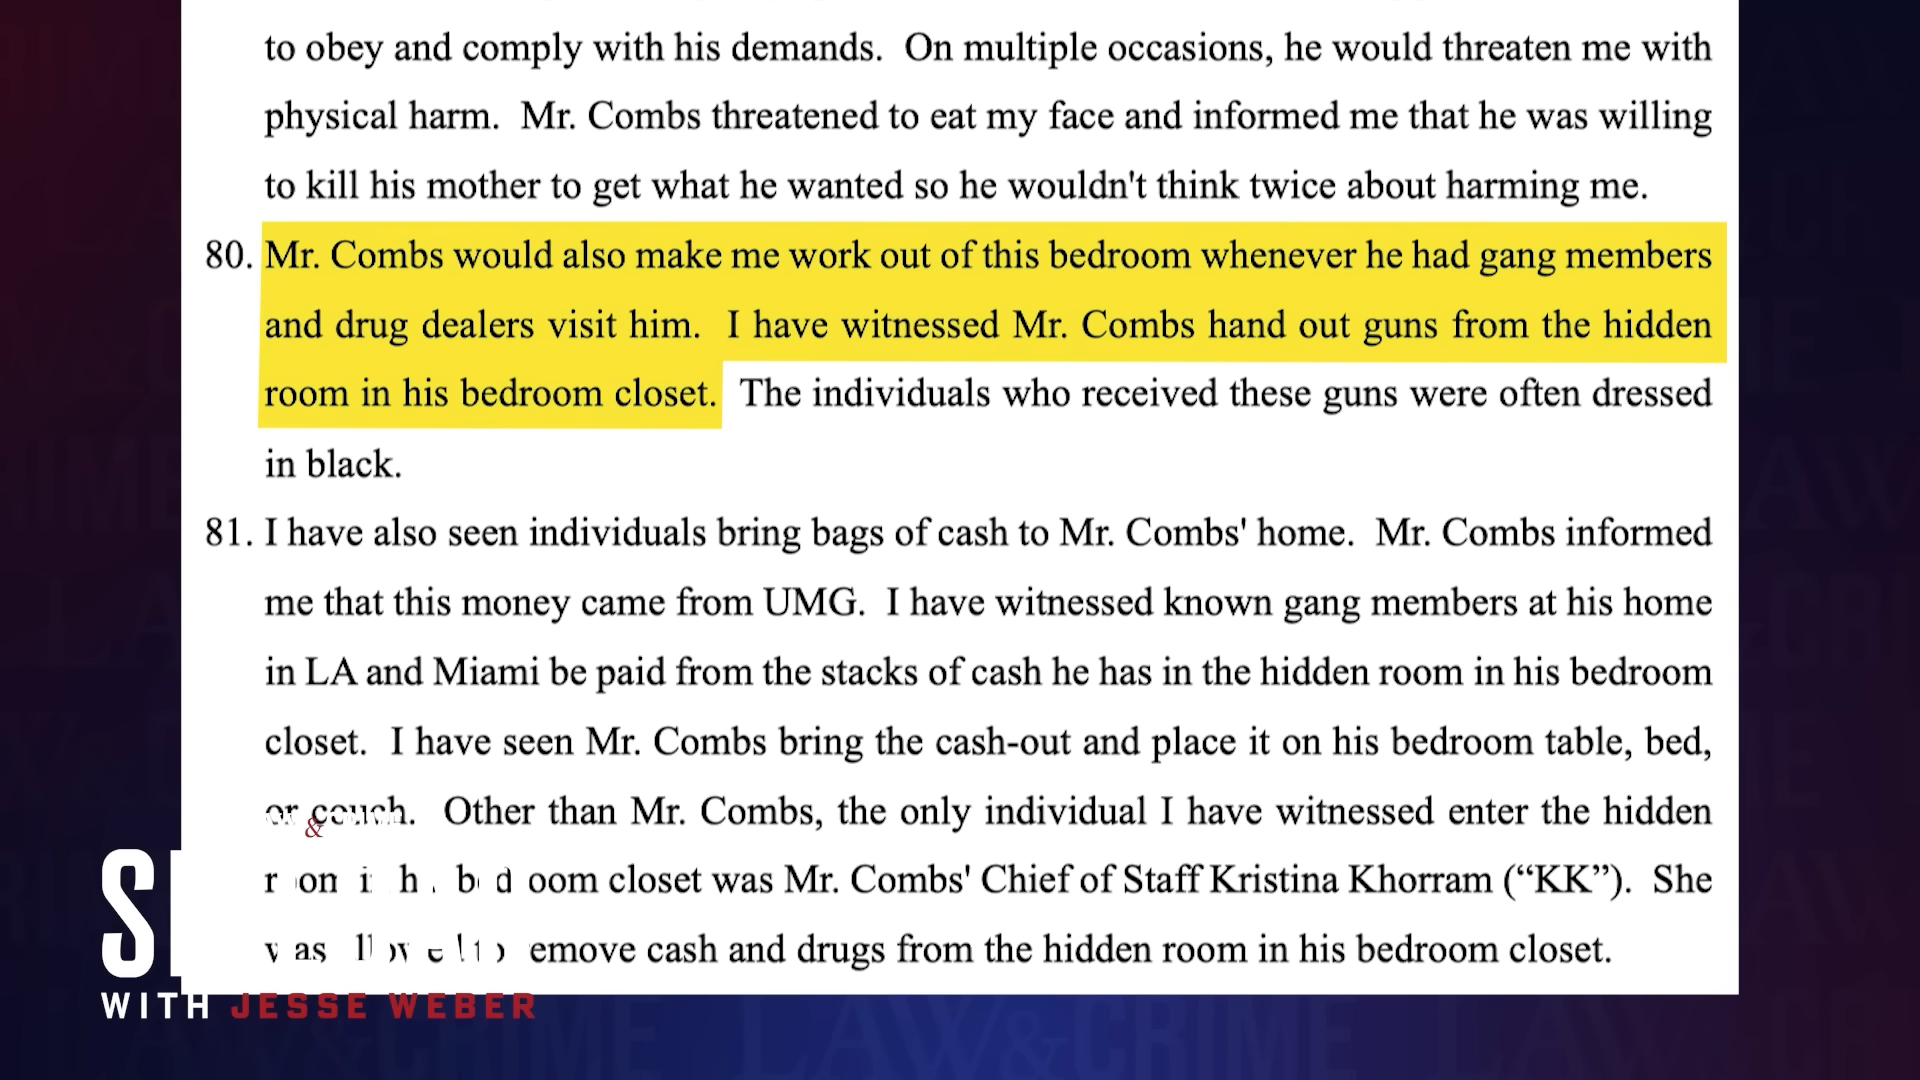 to obey and comply with his demands. On multiple occasions, he would threaten me with
physical harm. Mr. Combs threatened to eat my face and informed me that he was willing
to kill his mother to get what he wanted so he wouldn't think twice about harming me.
80. Mr. Combs would also make me work out of this bedroom whenever he had gang members
and drug dealers visit him. I have witnessed Mr. Combs hand out guns from the hidden
room in his bedroom closet. The individuals who received these guns were often dressed
in black.
81. I have also seen individuals bring bags of cash to Mr. Combs' home. Mr. Combs informed
me that this money came from UMG. I have witnessed known gang members at his home
in LA and Miami be paid from the stacks of cash he has in the hidden room in his bedroom
closet. I have seen Mr. Combs bring the cash-out and place it on his bedroom table, bed,
or couch. Other than Mr. Combs, the only individual I have witnessed enter the hidden
closet was Mr. Combs' Chief of Staff Kristina Khorram (“KK”). She
cash and drugs from the hidden room in his bedroom closet.
WITH JESSE WEBER
LAW&CRIME